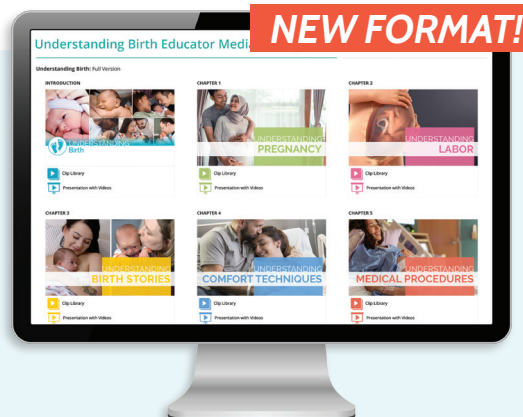 NEW FORMAT!
Understanding Birth Educator Medi
Understanding Birth: Full Version
INTRODUCTION
UNDERSTANDING
Birth
Clip Library
Presentation with Videos
CHAPTER 1
UNDERSTANDING
PREGNANCY
Clip Library
Presentation with Videos
CHAPTER 2
UNDERSTANDING
LABOR
Clip Library
Presentation with Videos
CHAPTER 3
UNDERSTANDING
BIRTH STORIES
Clip Library
Presentation with Videos
CHAPTER 4
UNDERSTANDING
COMFORT TECHNIQUES
Clip Library
Presentation with Videos
CHAPTER 5
UNDERSTANDING
MEDICAL PROCEDURES
Clip Library
Presentation with Videos